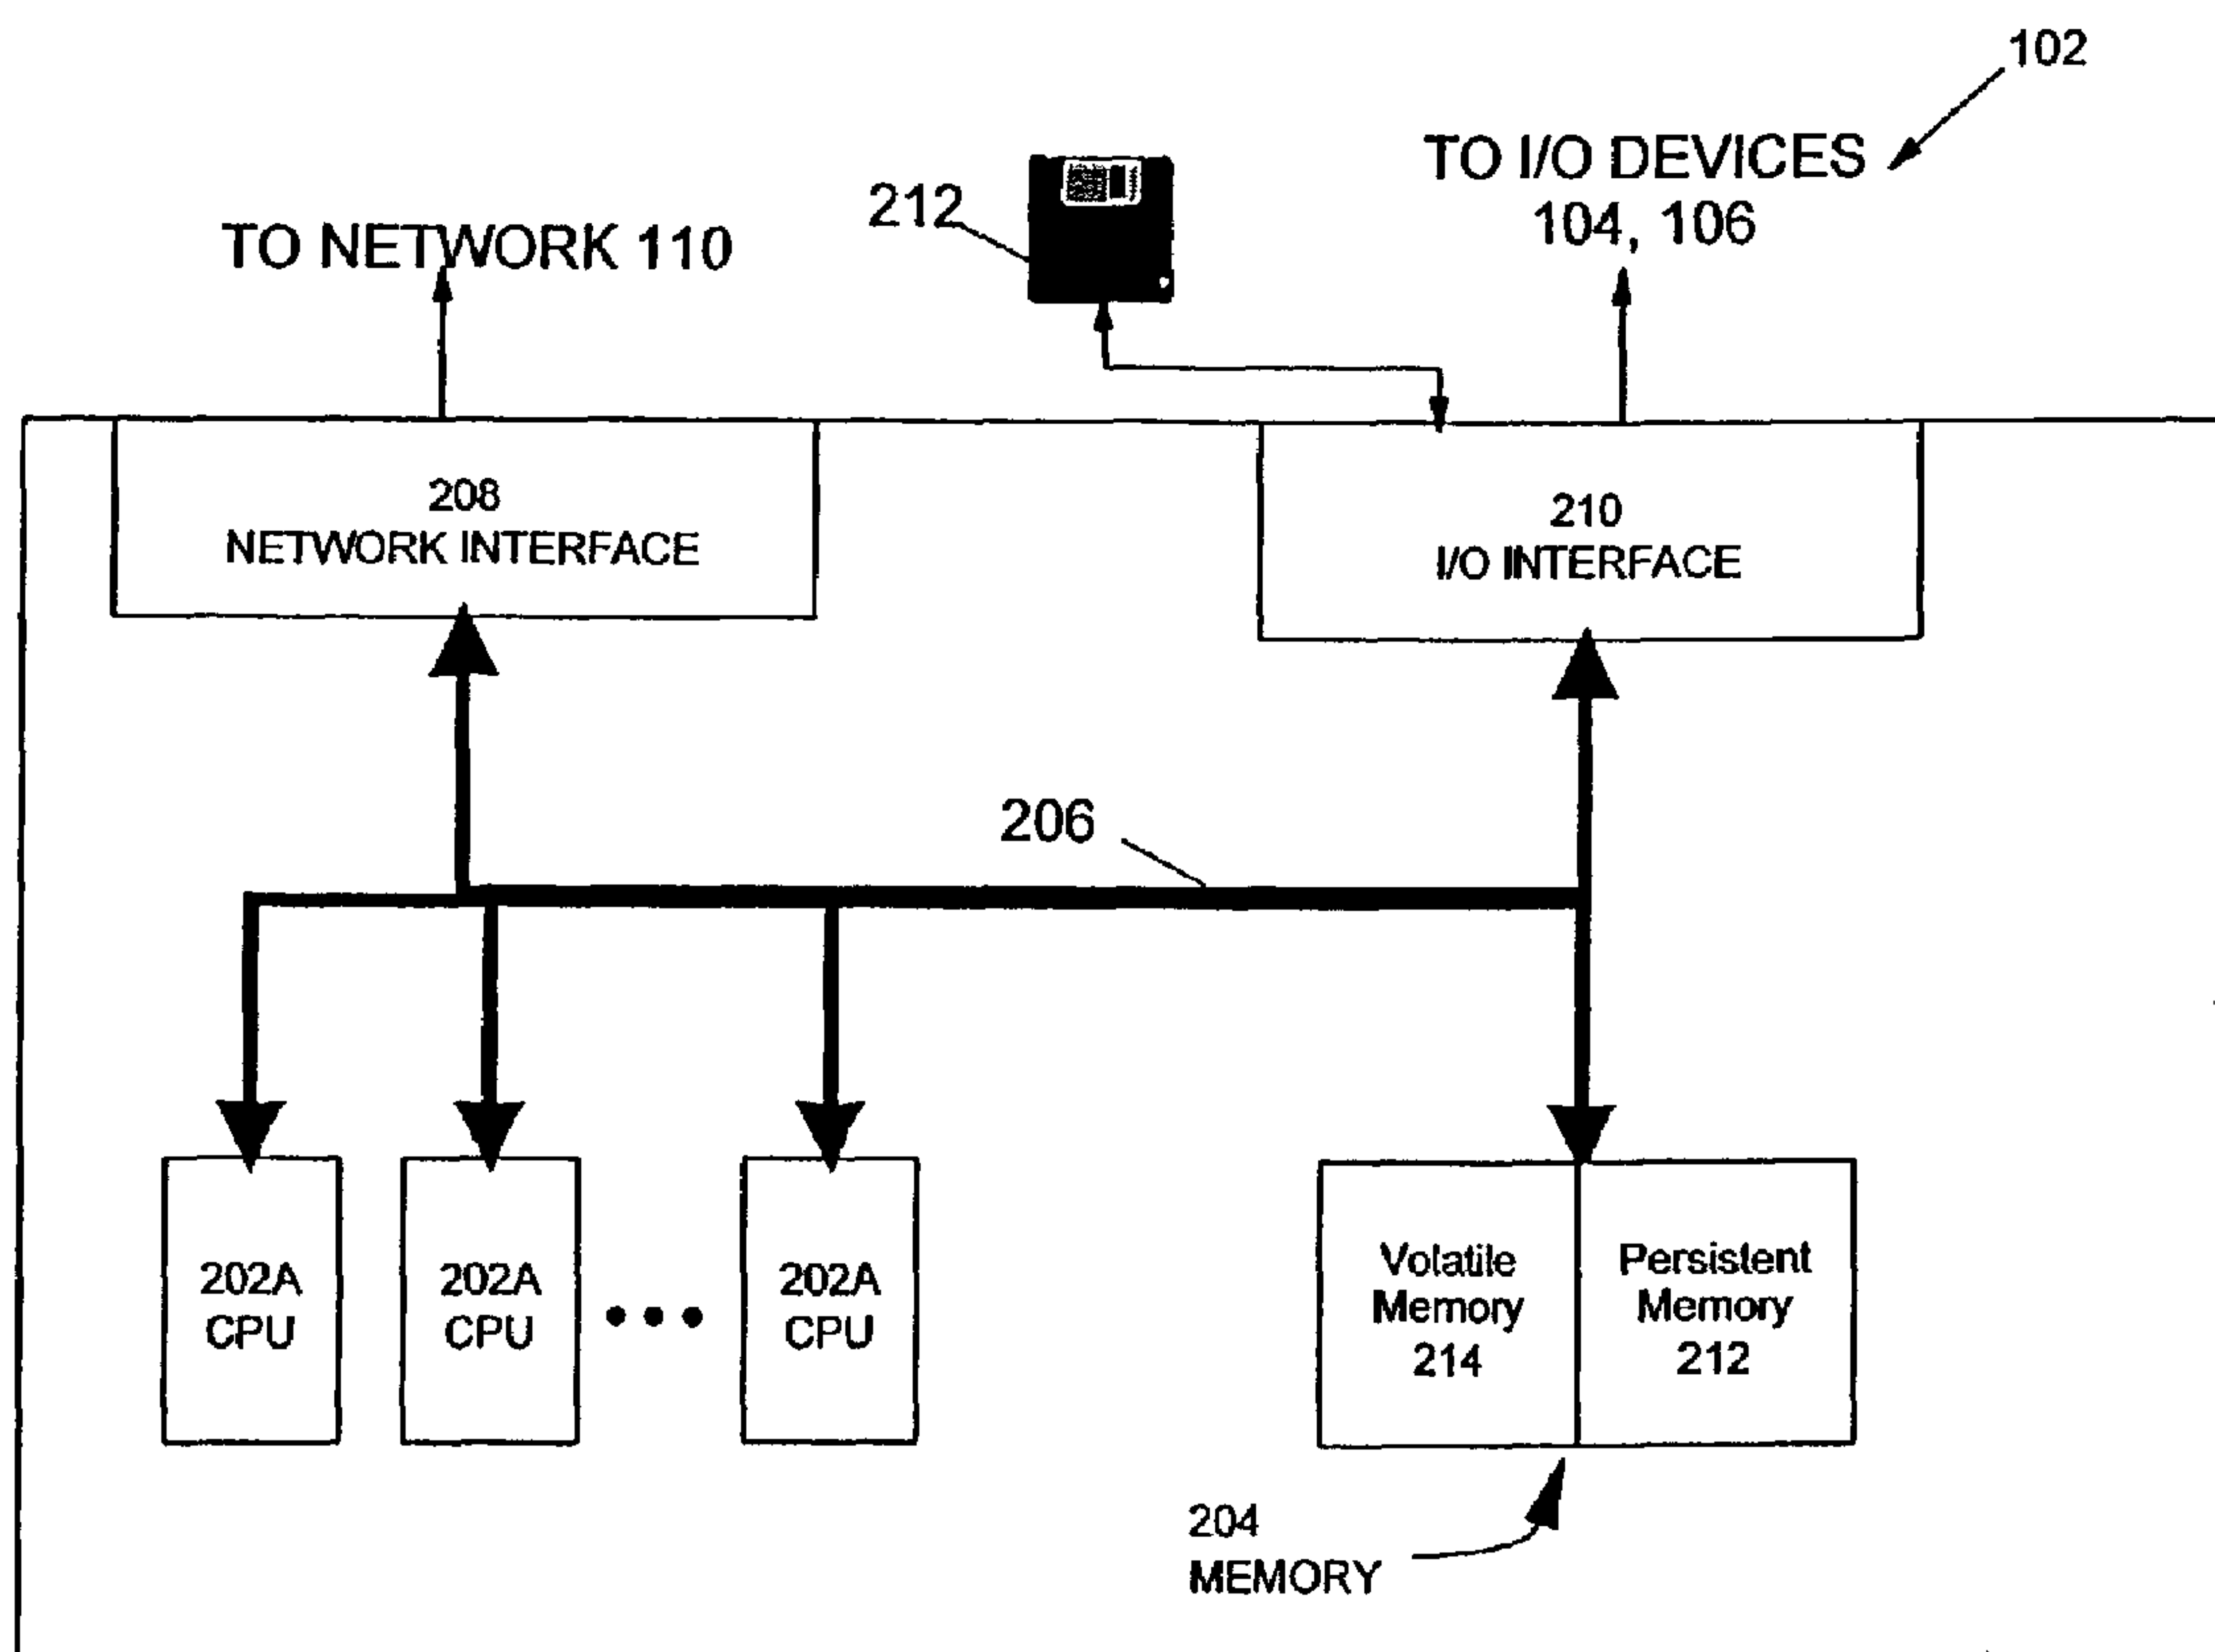 102
TO I/O DEVICES
104, 106
212
TO NETWORK 110
208
NETWORK INTERFACE
210
I/O INTERFACE
206
202A
CPU
202A
CPU
202A
CPU
Volatile
Memory
214
Persistent
Memory
212
204
MEMORY